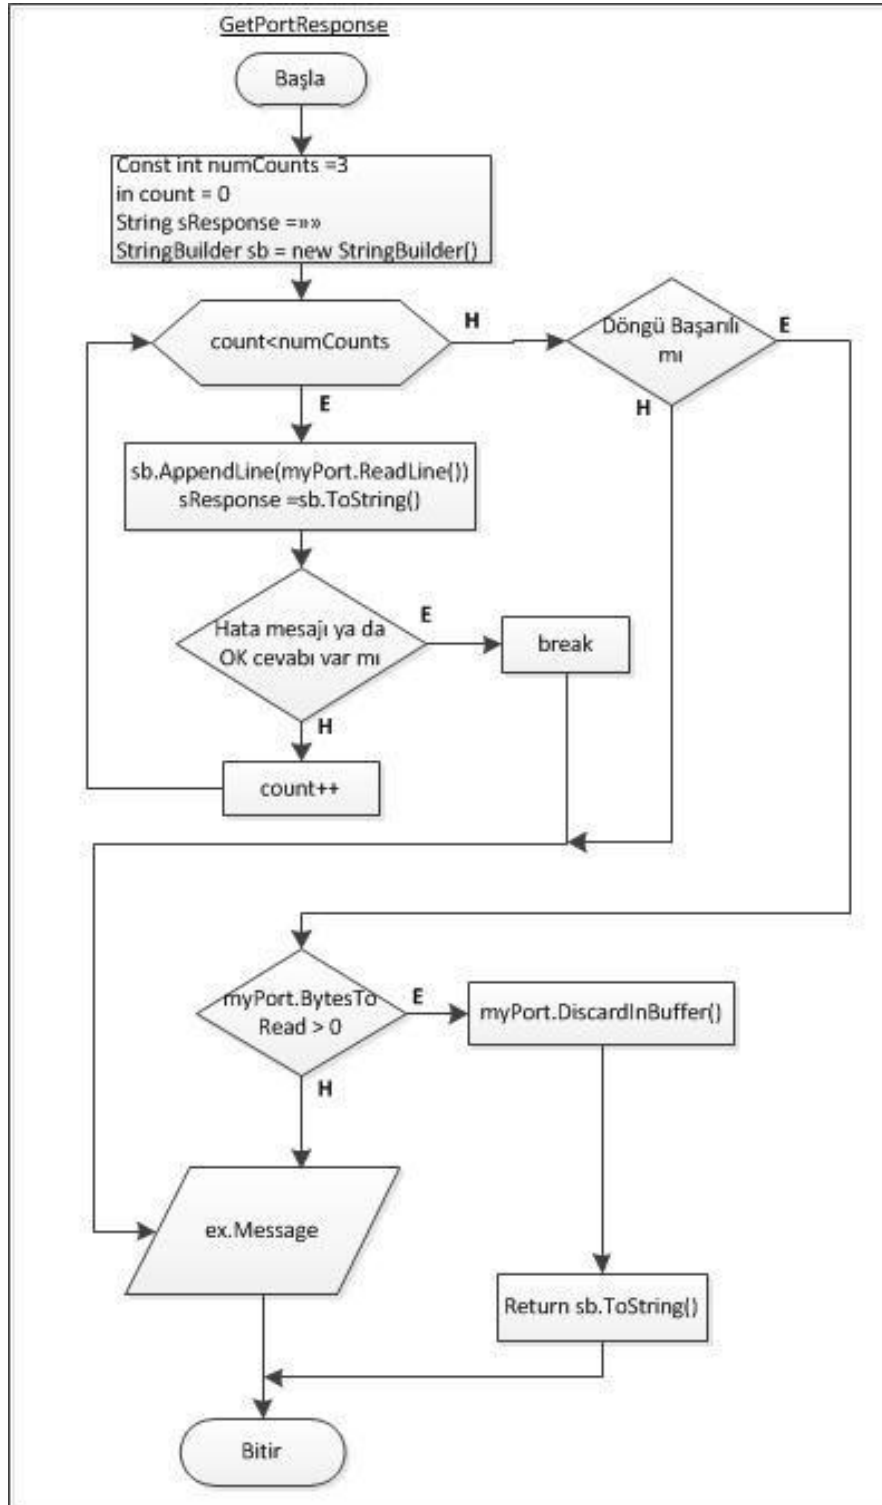 GetPortResponse
Başla
Const int numCounts =3
in count = 0
String sResponse =»»
StringBuilder sb = new StringBuilder()
count<numCounts
H
Döngü Başarılı
mı
E
H
E
sb.AppendLine(myPort.ReadLine())
sResponse =sb.ToString()
Hata mesajı ya da
OK cevabı var mı
E
break
H
count++
myPort.BytesTo
Read > 0
E
myPort.DiscardInBuffer()
H
ex.Message
Return sb.ToString()
Bitir